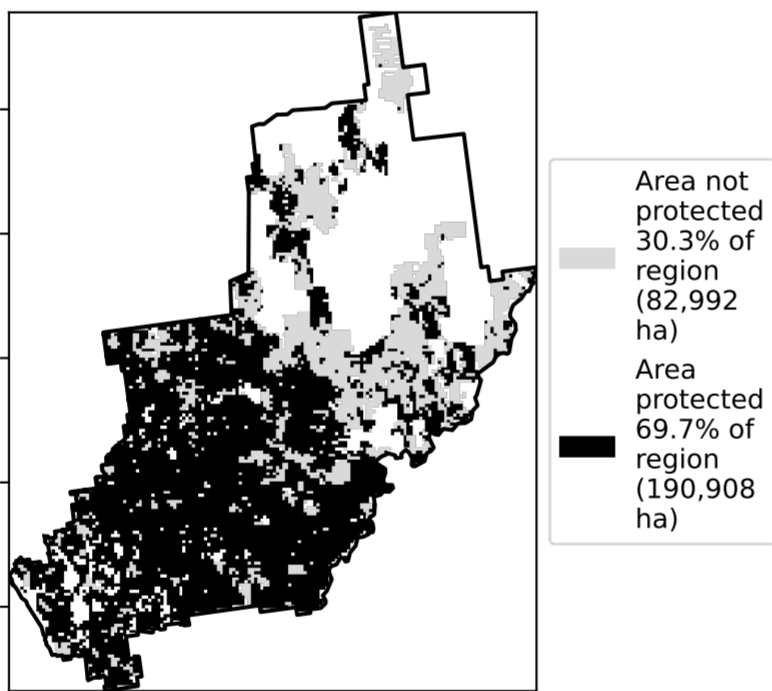 Area not
protected
30.3% of
region
(82,992
ha)
Area
protected
69.7% of
region
(190,908
ha)